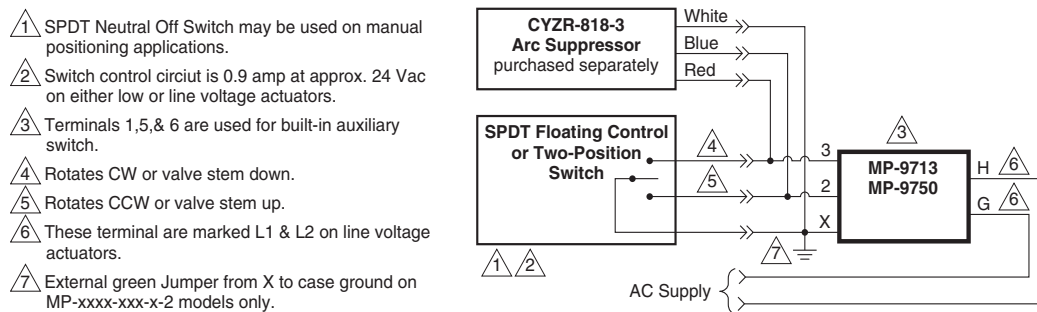 1 SPDT Neutral Off Switch may be used on manual
positioning applications.
2 Switch control circiut is 0.9 amp at approx. 24 Vac
on either low or line voltage actuators.
3 Terminals 1,5,& 6 are used for built-in auxiliary
switch.
4 Rotates CW or valve stem down.
5 Rotates CCW or valve stem up.
6 These terminal are marked L1 & L2 on line voltage
actuators.
7 External green Jumper from X to case ground on
MP-xxxx-xxx-x-2 models only.
CYZR-818-3
Arc Suppressor
purchased separately
White
Blue
Red
SPDT Floating Control
or Two-Position
Switch
1 2
4
5
7
3
2
X
3
MP-9713
MP-9750
H 6
G 6
AC Supply